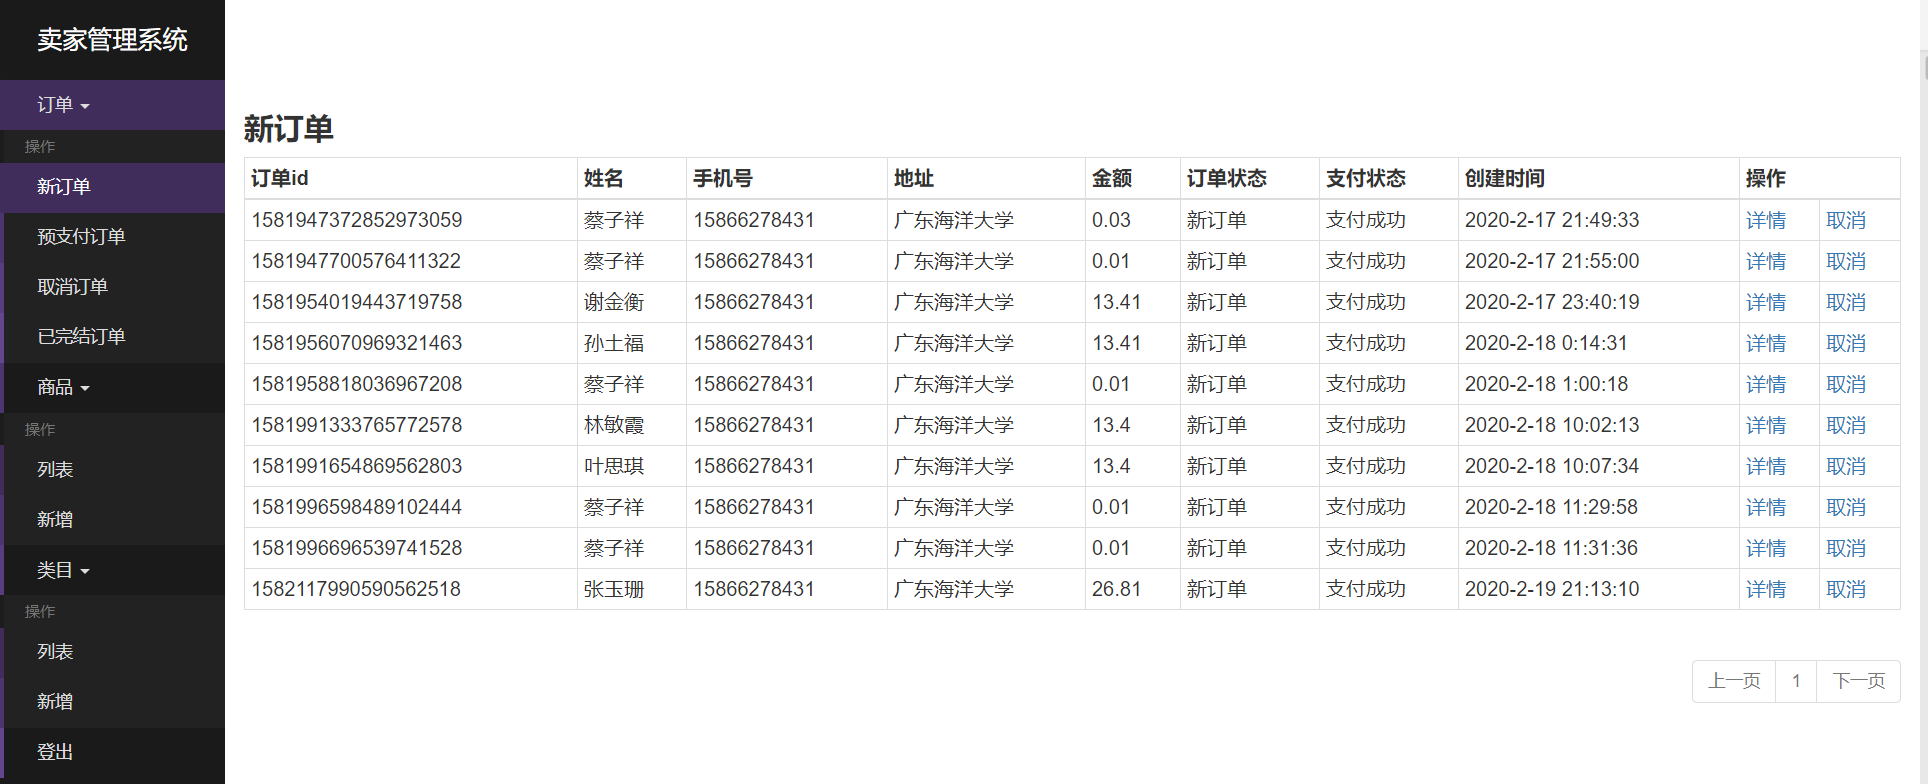 卖家管理系统
订单
操作
新订单
预支付订单
取消订单
已完结订单
商品
操作
列表
新增
类目
操作
列表
新增
登出
新订单
订单id 姓名 手机号 地址 金额 订单状态 支付状态 创建时间 操作
1581947372852973059 蔡子祥 15866278431 广东海洋大学 0.03 新订单 支付成功 2020-2-17 21:49:33 详情 取消
1581947700576411322 蔡子祥 15866278431 广东海洋大学 0.01 新订单 支付成功 2020-2-17 21:55:00 详情 取消
1581954019443719758 谢金衡 15866278431 广东海洋大学 13.41 新订单 支付成功 2020-2-17 23:40:19 详情 取消
1581956070969321463 孙土福 15866278431 广东海洋大学 13.41 新订单 支付成功 2020-2-18 0:14:31 详情 取消
1581958818036967208 蔡子祥 15866278431 广东海洋大学 0.01 新订单 支付成功 2020-2-18 1:00:18 详情 取消
1581991333765772578 林敏霞 15866278431 广东海洋大学 13.4 新订单 支付成功 2020-2-18 10:02:13 详情 取消
1581991654869562803 叶思琪 15866278431 广东海洋大学 13.4 新订单 支付成功 2020-2-18 10:07:34 详情 取消
1581996598489102444 蔡子祥 15866278431 广东海洋大学 0.01 新订单 支付成功 2020-2-18 11:29:58 详情 取消
1581996696539741528 蔡子祥 15866278431 广东海洋大学 0.01 新订单 支付成功 2020-2-18 11:31:36 详情 取消
1582117990590562518 张玉珊 15866278431 广东海洋大学 26.81 新订单 支付成功 2020-2-19 21:13:10 详情 取消
上一页 1 下一页